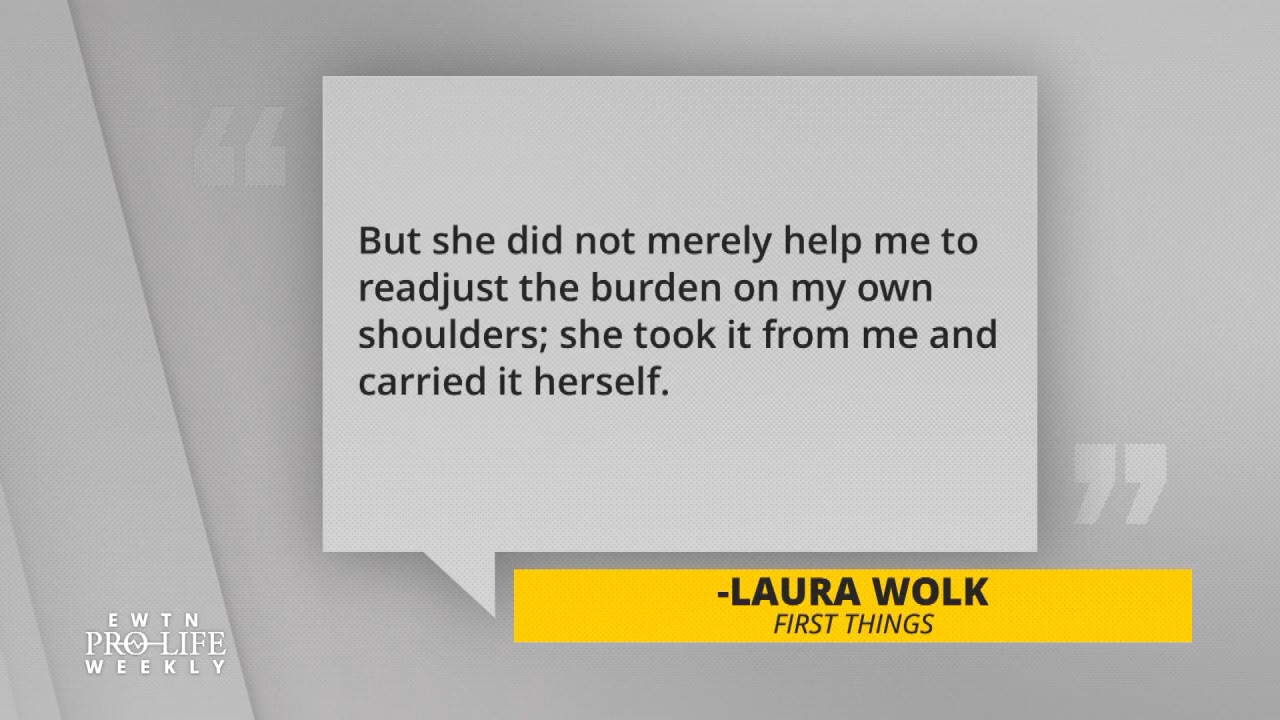 “
But she did not merely help me to
readjust the burden on my own
shoulders; she took it from me and
carried it herself.
”
-LAURA WOLK
FIRST THINGS
EWTN
PRO-LIFE
WEEKLY